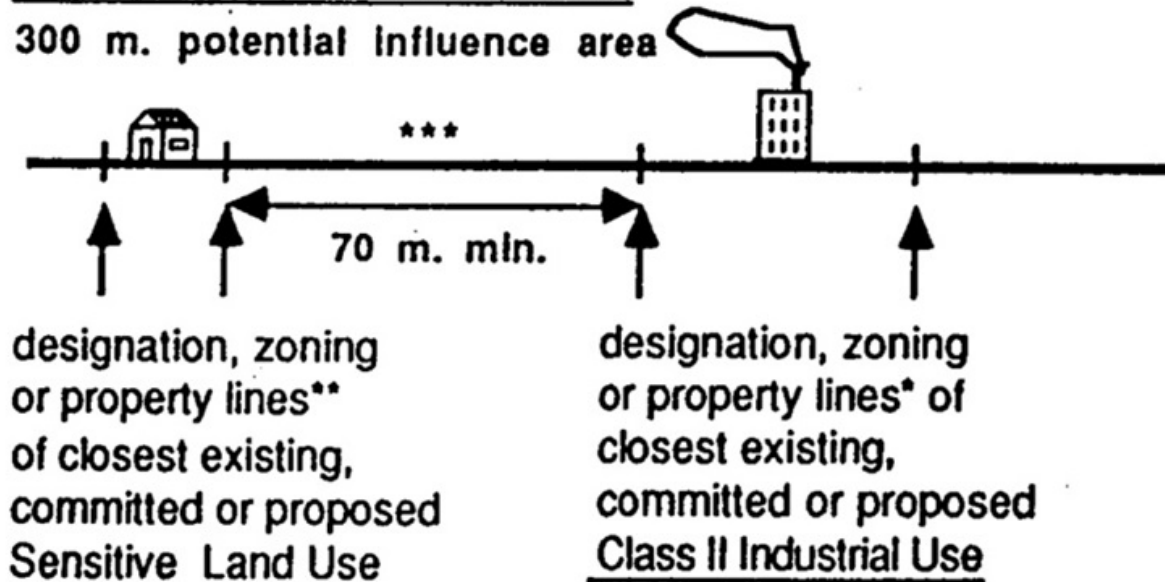 300 m. potential influence area
***
70 m. min.
designation, zoning
or property lines**
of closest existing,
committed or proposed
Sensitive Land Use
designation, zoning
or property lines* of
closest existing,
committed or proposed
Class II Industrial Use